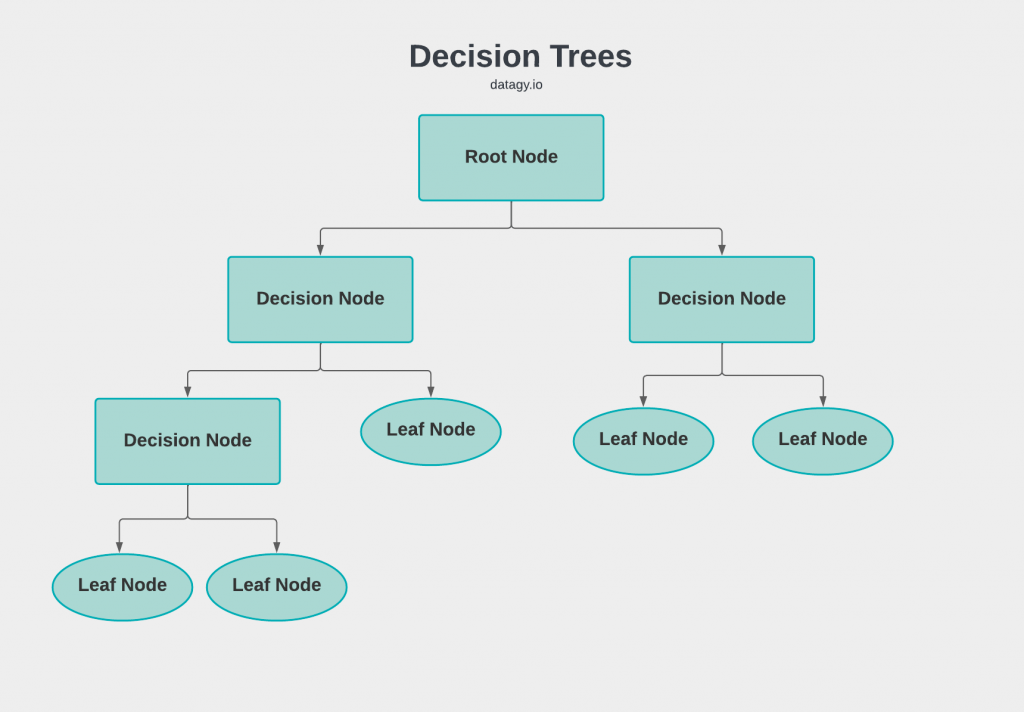 Decision Trees
datagy.io
Root Node
Decision Node
Decision Node
Decision Node
Leaf Node
Leaf Node
Leaf Node
Leaf Node
Leaf Node